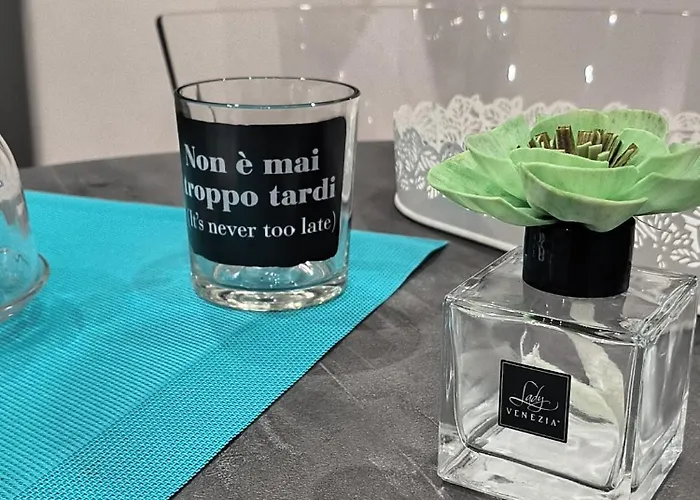 Non è mai
troppo tardi
(It's never too late)
Lady
VENEZIA